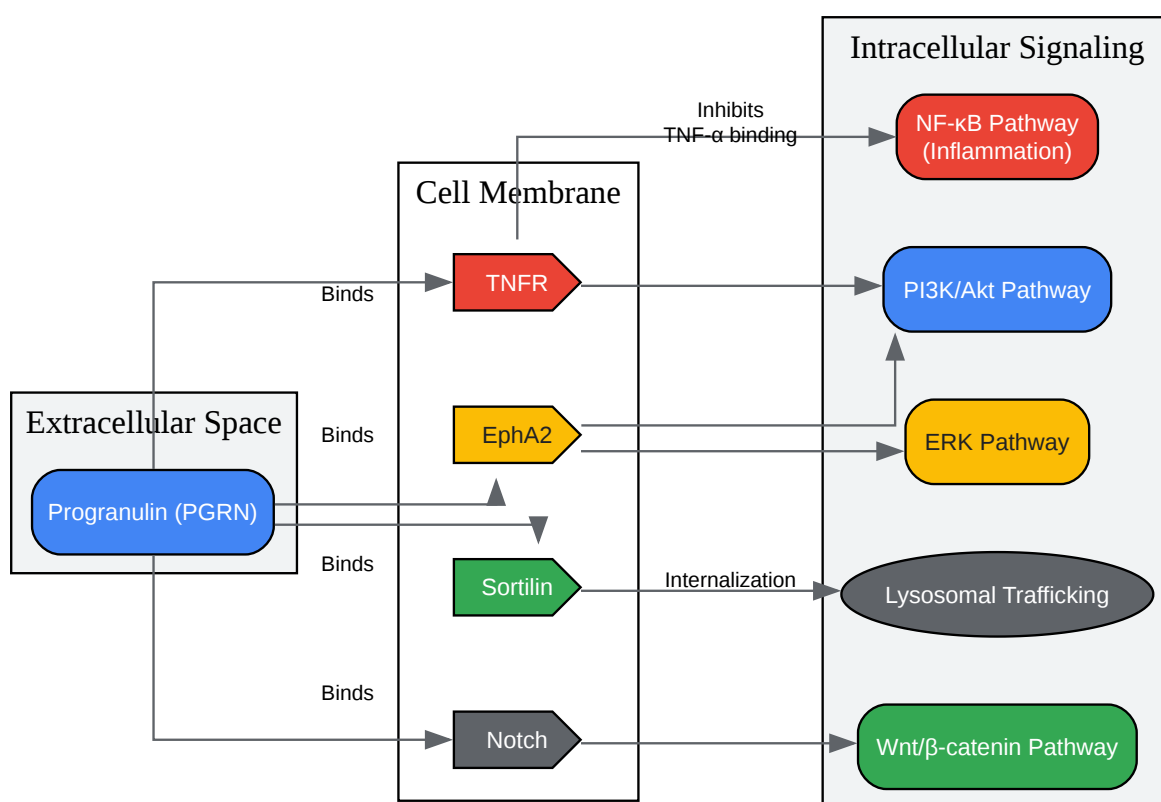 Intracellular Signaling
Inhibits
TNF-α binding
NF-κB Pathway
(Inflammation)
Cell Membrane
TNFR
Binds
PI3K/Akt Pathway
Extracellular Space
Binds
EphA2
ERK Pathway
Progranulin (PGRN)
Binds
Sortilin
Internalization
Lysosomal Trafficking
Binds
Notch
Wnt/β-catenin Pathway